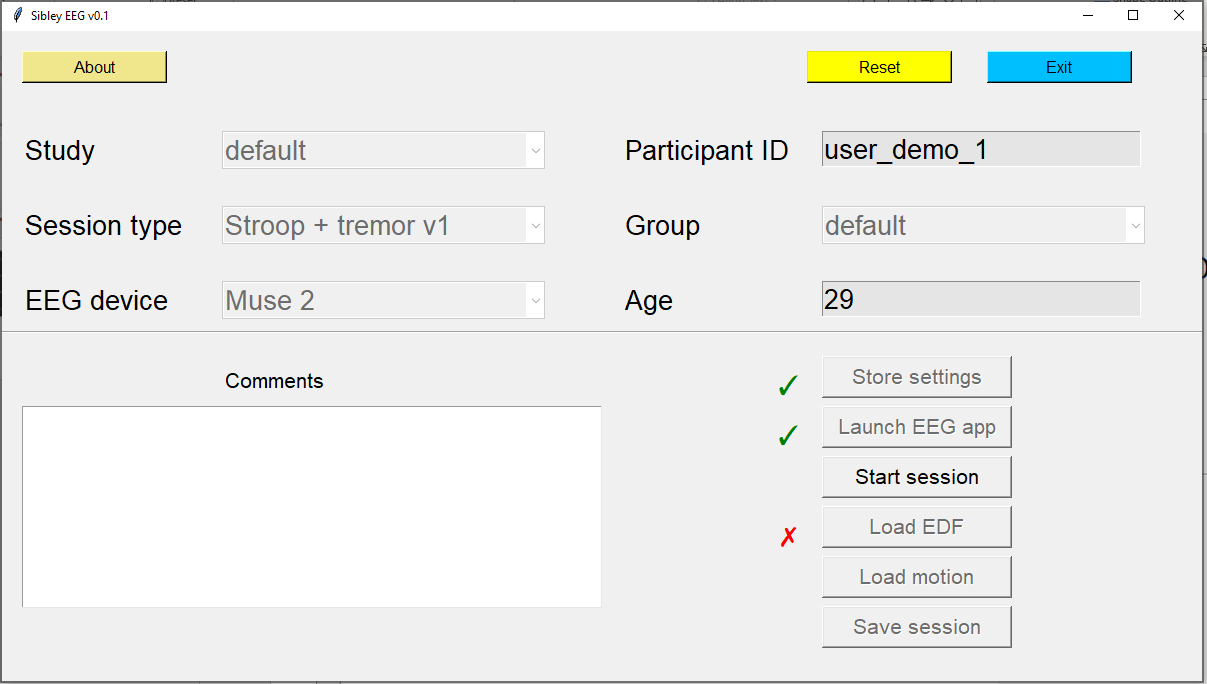 Sibley EEG v0.1
About
Reset
Exit
Study
default
Participant ID
user_demo_1
Session type
Stroop + tremor v1
Group
default
EEG device
Muse 2
Age
29
Comments
✓ Store settings
✓ Launch EEG app
Start session
✗ Load EDF
Load motion
Save session